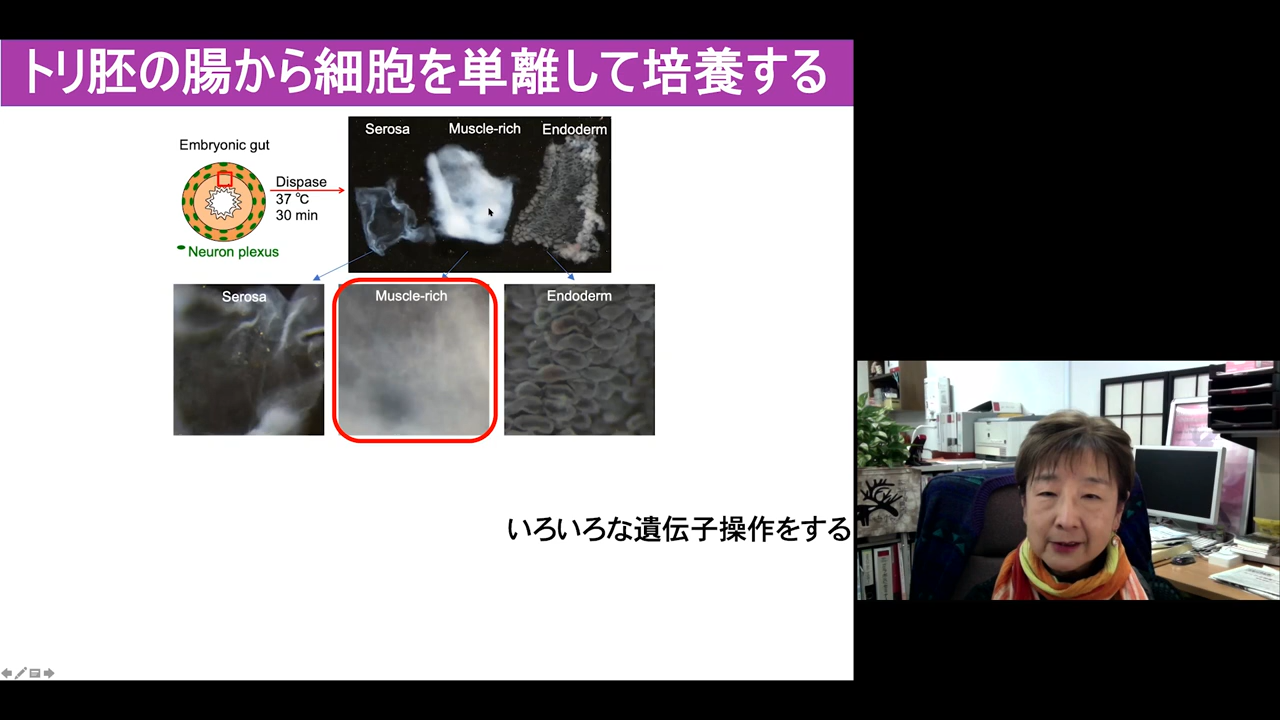 トリ胚の腸から細胞を単離して培養する
Embryonic gut
Dispase
37 ℃
30 min
Neuron plexus
Serosa
Muscle-rich
Endoderm
Serosa
Muscle-rich
Endoderm
いろいろな遺伝子操作をする